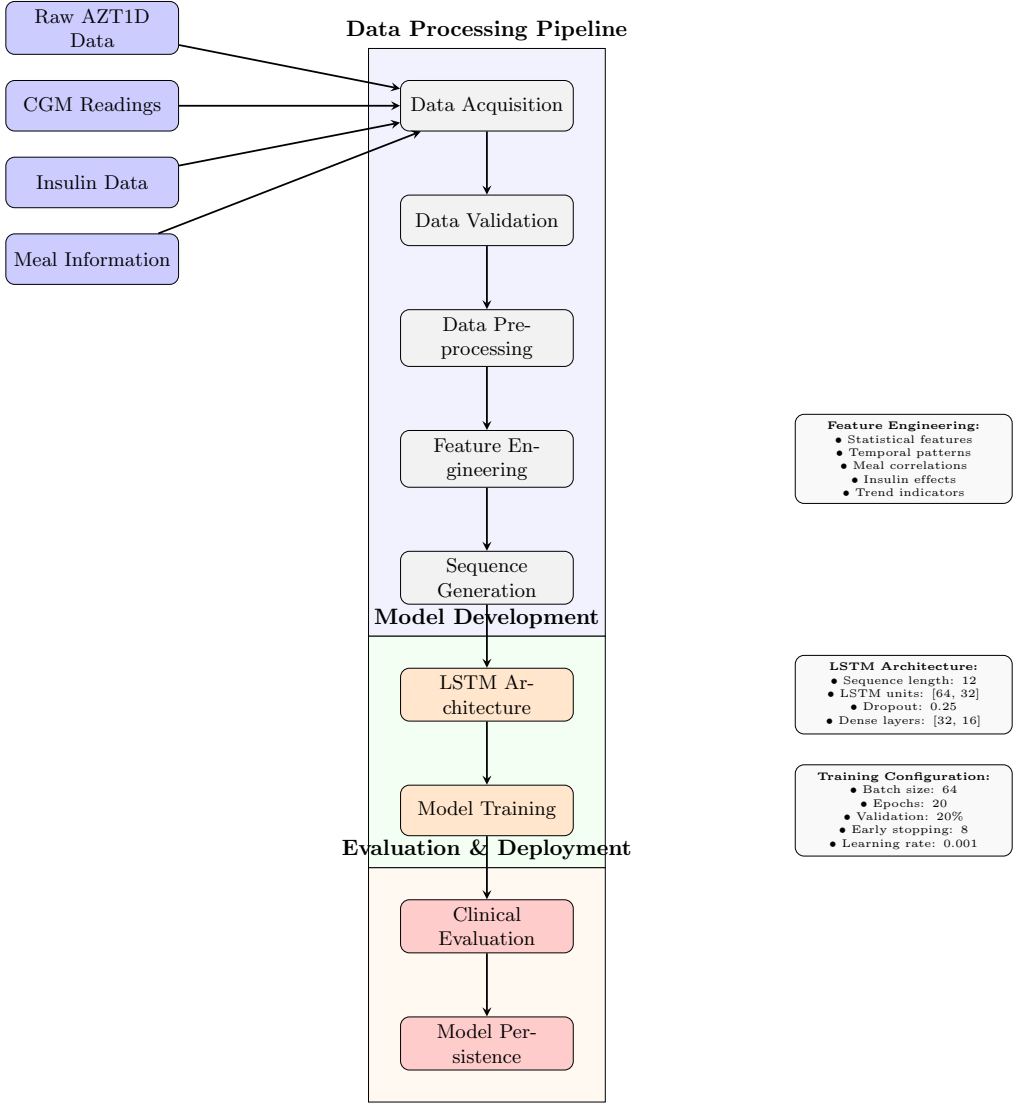 Raw AZT1D
Data
CGM Readings
Insulin Data
Meal Information
Data Processing Pipeline
Data Acquisition
Data Validation
Data Pre-
processing
Feature En-
gineering
Sequence
Generation
Model Development
LSTM Ar-
chitecture
Model Training
Evaluation & Deployment
Clinical
Evaluation
Model Per-
sistence
Feature Engineering:
• Statistical features
• Temporal patterns
• Meal correlations
• Insulin effects
• Trend indicators
LSTM Architecture:
• Sequence length: 12
• LSTM units: [64, 32]
• Dropout: 0.25
• Dense layers: [32, 16]
Training Configuration:
• Batch size: 64
• Epochs: 20
• Validation: 20%
• Early stopping: 8
• Learning rate: 0.001